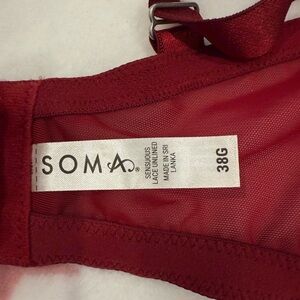 SOMA®
SENSUOUS
LACE UNLINED
MADE IN SRI
LANKA
38G